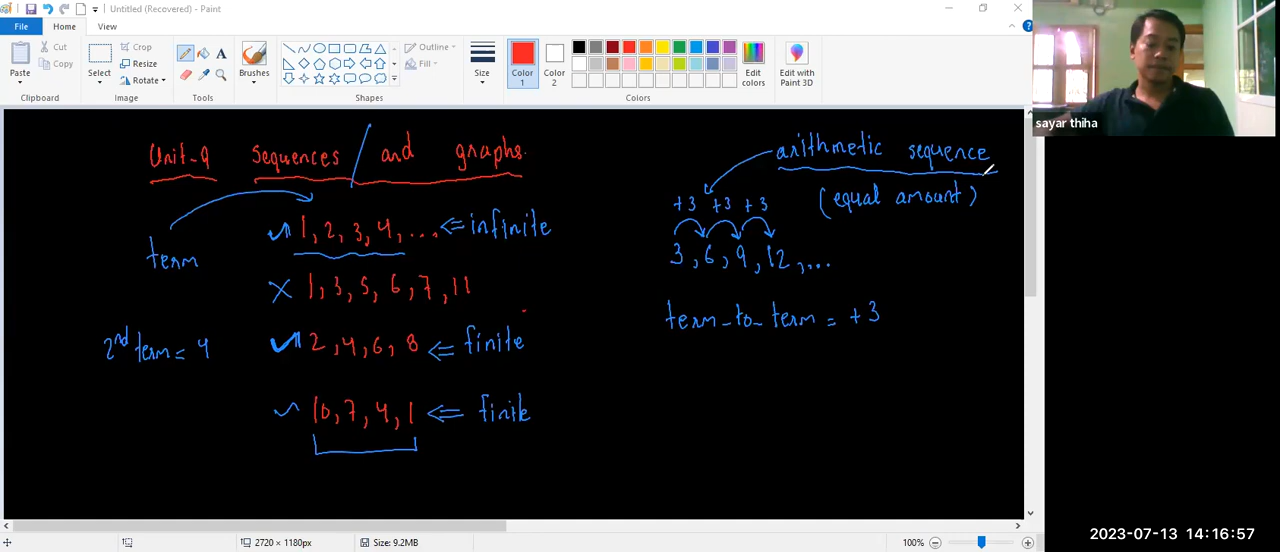 Untitled (Recovered) - Paint
File Home View
Paste
Cut
Copy
Clipboard
Select
Crop
Resize
Rotate
Image
Tools
Brushes
Shapes
Outline
Fill
Size
Color 1
Color 2
Colors
Edit colors
Edit with Paint 3D
sayar thiha
Unit-9 Sequences and graphs.
term
1, 2, 3, 4, ... ⇐ infinite
1, 3, 5, 6, 7, 11
2nd term = 4
2, 4, 6, 8 ⇐ finite
10, 7, 4, 1 ⇐ finite
arithmetic sequence
(equal amount)
+3 +3 +3
3, 6, 9, 12, ...
term-to-term = +3
2720 × 1180px
Size: 9.2MB
100%
2023-07-13 14:16:57